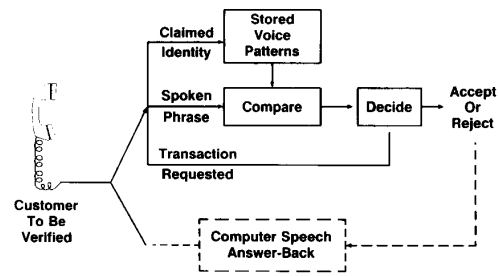 Claimed
Identity
Stored
Voice
Patterns
Spoken
Phrase
Compare
Decide
Accept
Or
Reject
Transaction
Requested
Customer
To Be
Verified
Computer Speech
Answer-Back